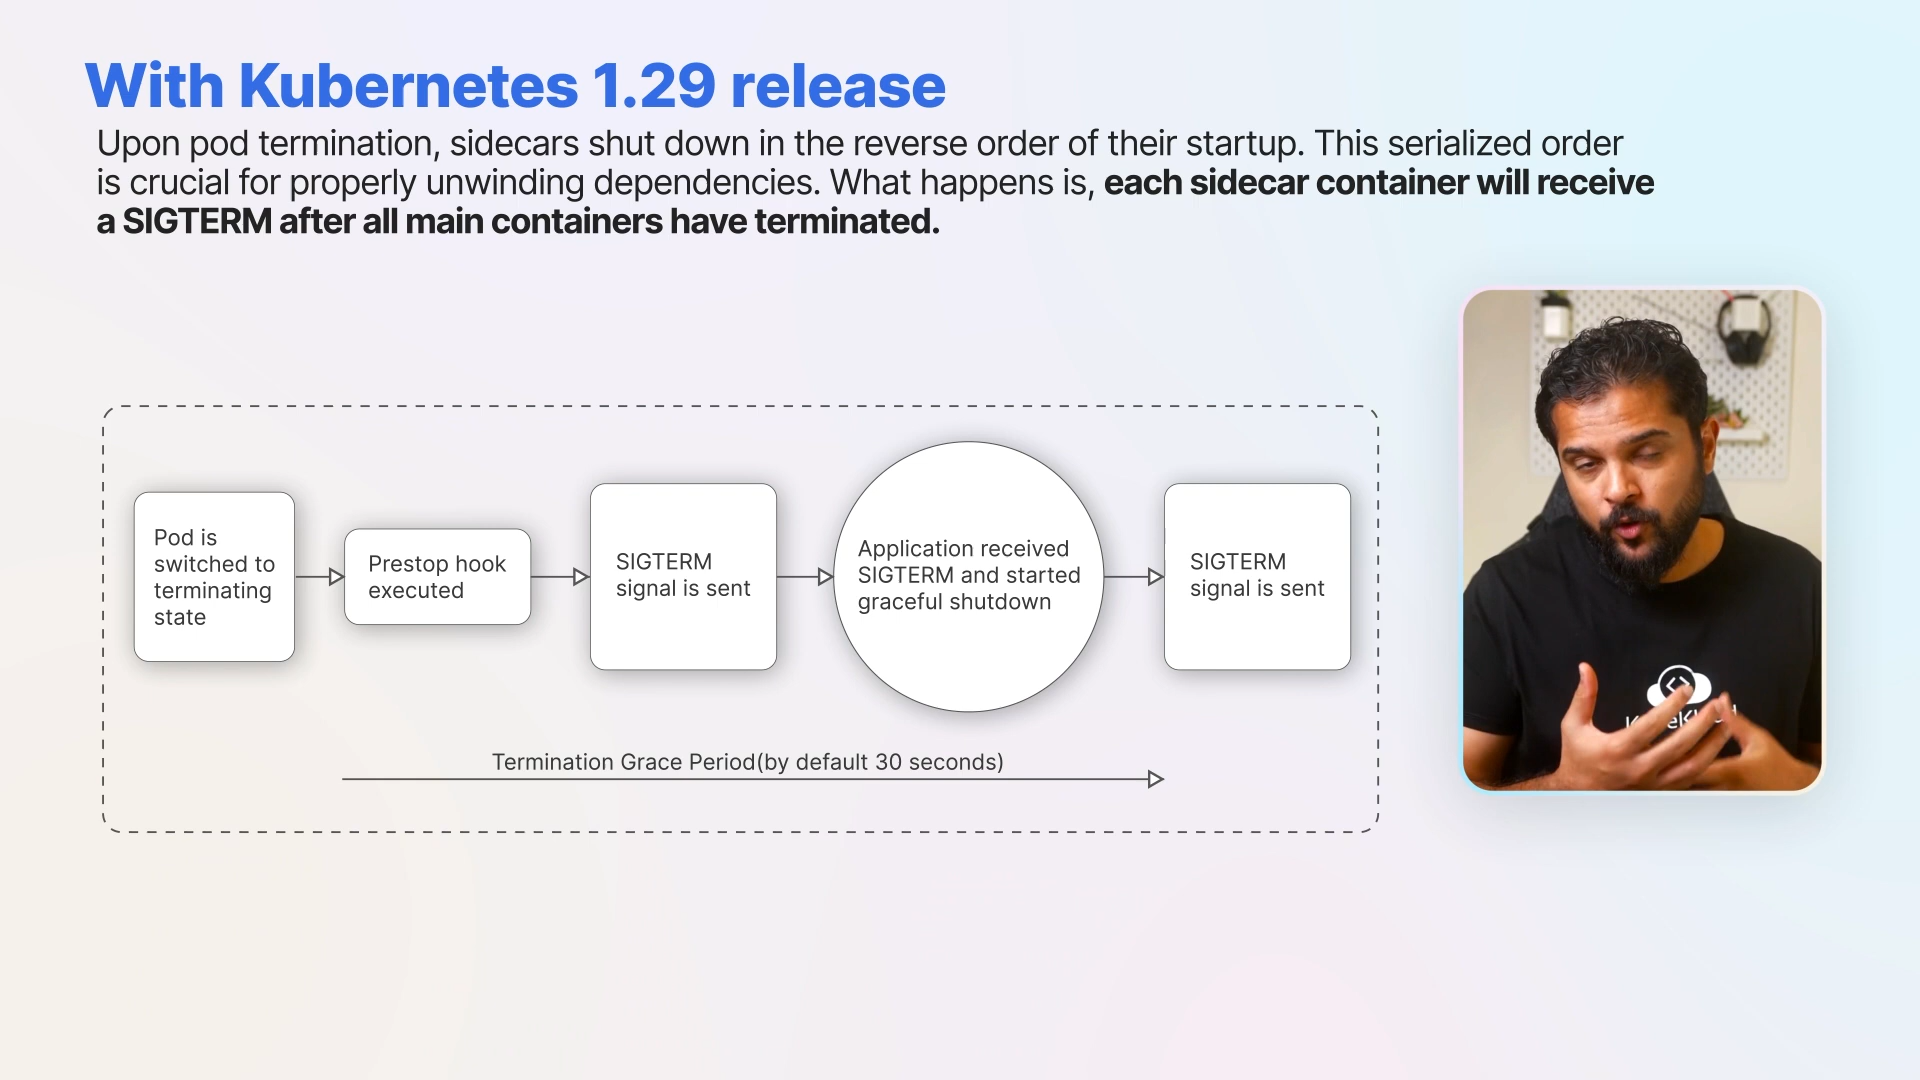 With Kubernetes 1.29 release
Upon pod termination, sidecars shut down in the reverse order of their startup. This serialized order
is crucial for properly unwinding dependencies. What happens is, each sidecar container will receive
a SIGTERM after all main containers have terminated.
Pod is
switched to
terminating
state
Prestop hook
executed
SIGTERM
signal is sent
Application received
SIGTERM and started
graceful shutdown
SIGTERM
signal is sent
Termination Grace Period(by default 30 seconds)